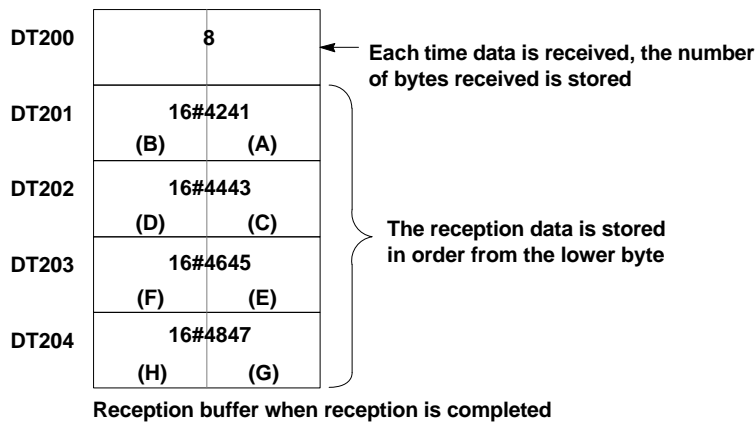 DT200 8
Each time data is received, the number
of bytes received is stored
DT201 16#4241
(B) (A)
DT202 16#4443
(D) (C)
The reception data is stored
in order from the lower byte
DT203 16#4645
(F) (E)
DT204 16#4847
(H) (G)
Reception buffer when reception is completed